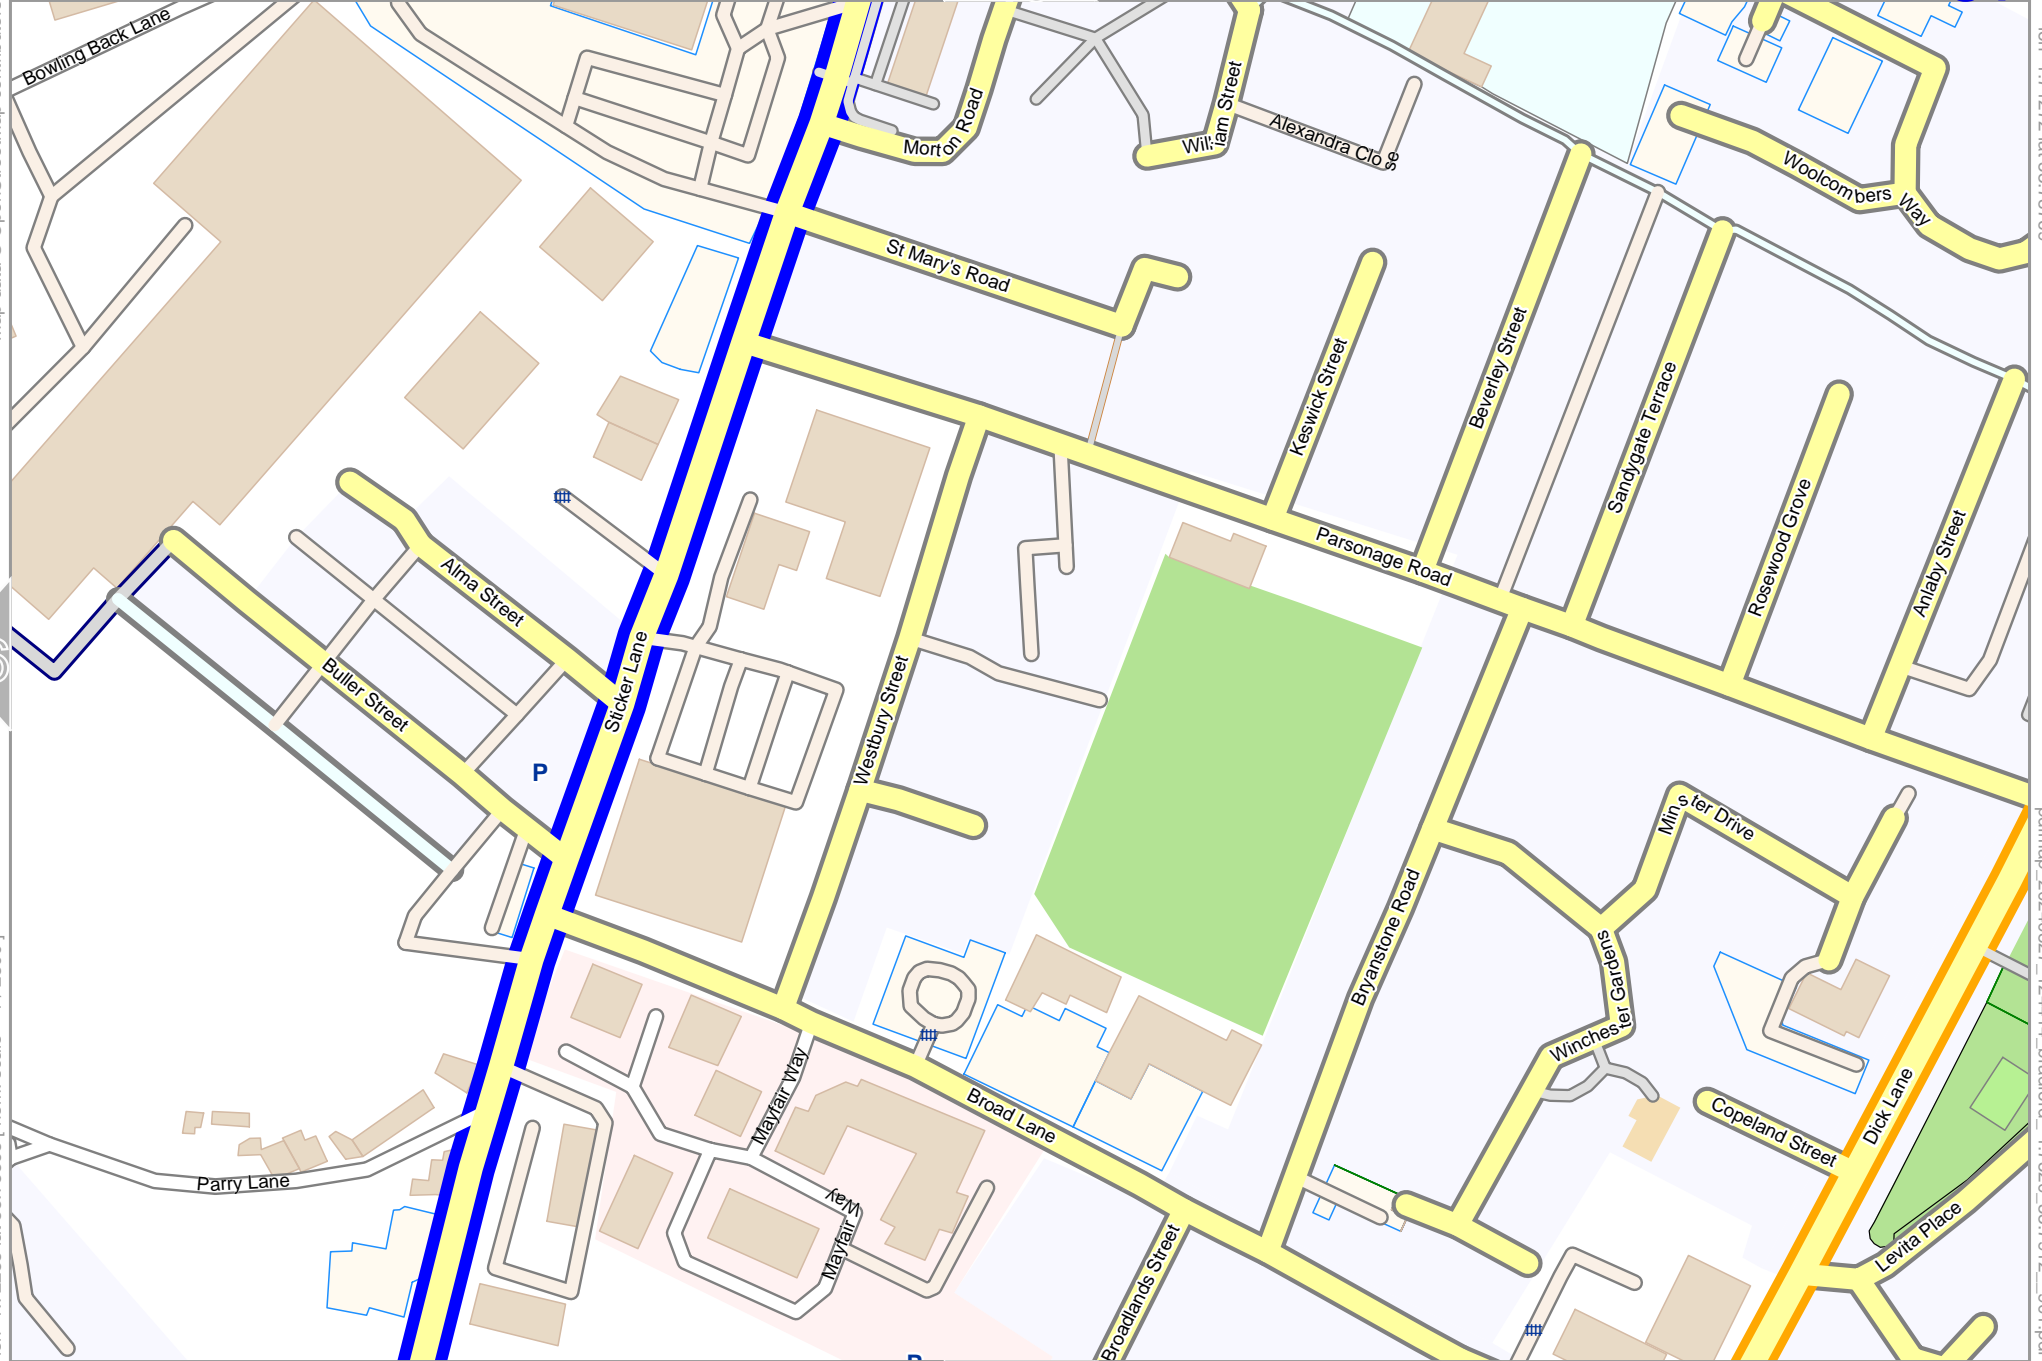 Bowling Back Lane
Morton Road
William Street
Alexandra Close
Woolcombers Way
St Mary's Road
Keswick Street
Beverley Street
Sandygate Terrace
Rosewood Grove
Anlaby Street
Parsonage Road
Alma Street
Buller Street
Sticker Lane
Westbury Street
P
Minster Drive
Bryanstone Road
Winchester Gardens
Mayfair Way
Broad Lane
Copeland Street
Dick Lane
Parry Lane
Mayfair Way
Levita Place
Broadlands Street